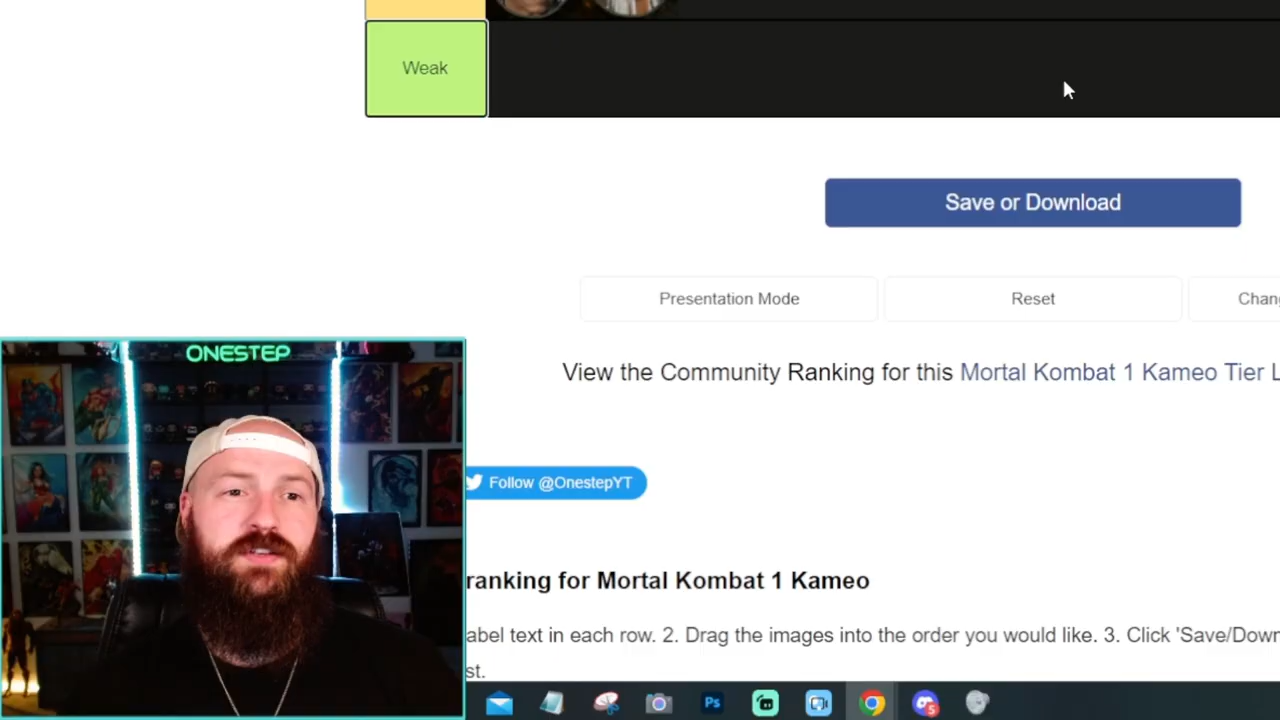 Weak
Save or Download
Presentation Mode
Reset
Chang
View the Community Ranking for this Mortal Kombat 1 Kameo Tier L
ONESTEP
Follow @OnestepYT
ranking for Mortal Kombat 1 Kameo
abel text in each row. 2. Drag the images into the order you would like. 3. Click 'Save/Down
st.
Ps
S